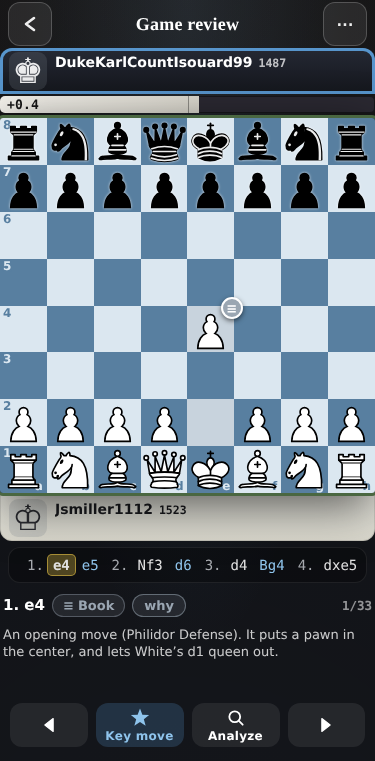 Game review
...
DukeKarlCountIsouard99 1487
+0.4
8
7
6
5
4
3
2
1
d e f g
Jsmiller1112 1523
1. e4 e5 2. Nf3 d6 3. d4 Bg4 4. dxe5
1. e4 ≡ Book why 1/33
An opening move (Philidor Defense). It puts a pawn in
the center, and lets White’s d1 queen out.
Key move Analyze